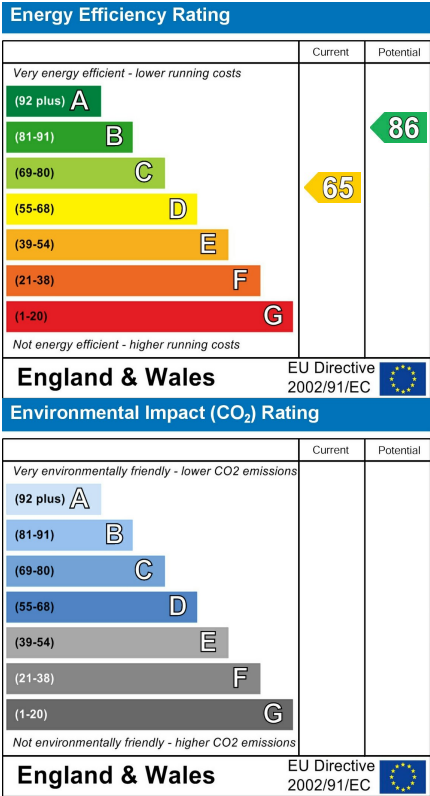 Energy Efficiency Rating
Current Potential
Very energy efficient - lower running costs
(92 plus) A
(81-91) B
(69-80) C
(55-68) D
(39-54) E
(21-38) F
(1-20) G
65
86
Not energy efficient - higher running costs
England & Wales
EU Directive
2002/91/EC
Environmental Impact (CO₂) Rating
Current Potential
Very environmentally friendly - lower CO2 emissions
(92 plus) A
(81-91) B
(69-80) C
(55-68) D
(39-54) E
(21-38) F
(1-20) G
Not environmentally friendly - higher CO2 emissions
England & Wales
EU Directive
2002/91/EC